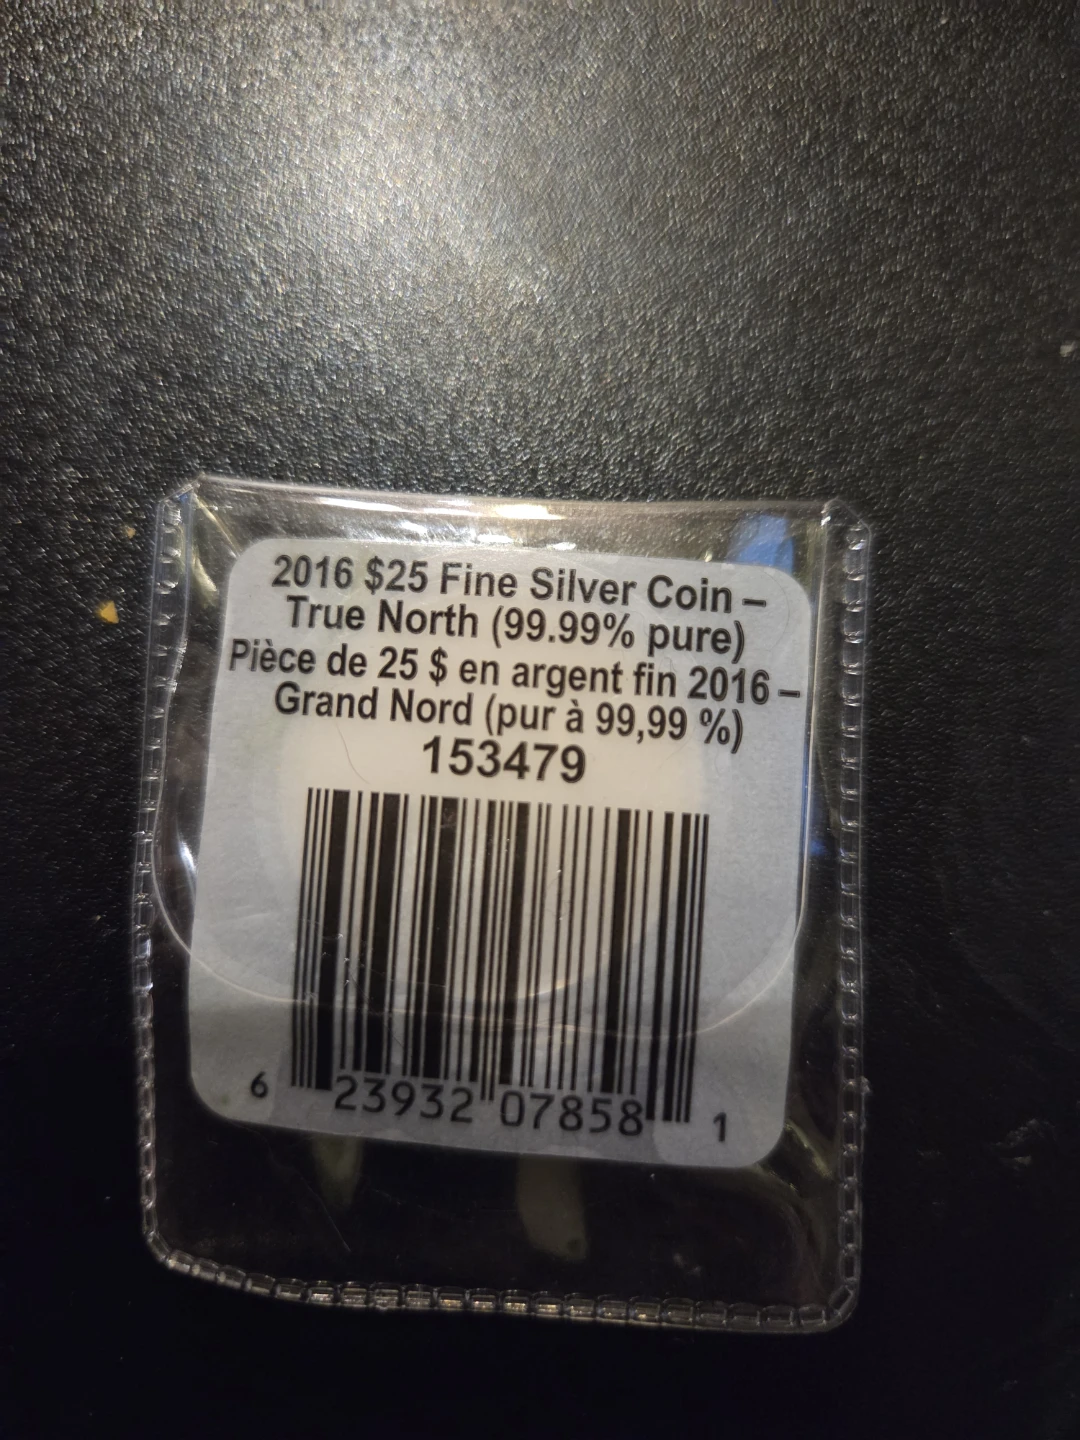 2016 $25 Fine Silver Coin –
True North (99.99% pure)
Pièce de 25 $ en argent fin 2016 –
Grand Nord (pur à 99,99 %)
153479
6 23932 07858 1